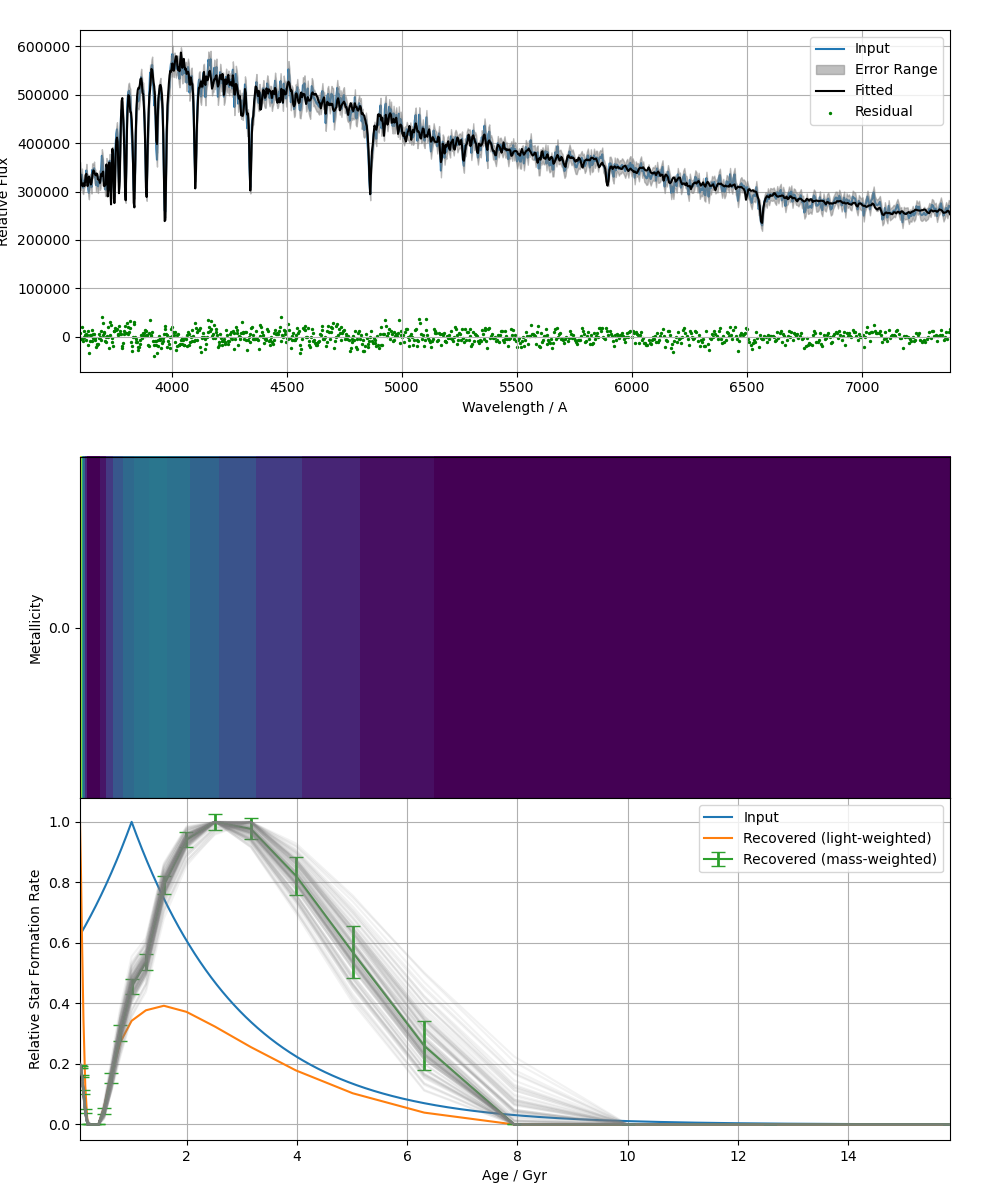 600000
500000
400000
300000
200000
100000
0
Relative Flux
Input
Error Range
Fitted
Residual
4000
4500
5000
5500
6000
6500
7000
Wavelength / A
Metallicity
0.0
1.0
0.8
0.6
0.4
0.2
0.0
Relative Star Formation Rate
Input
Recovered (light-weighted)
Recovered (mass-weighted)
2
4
6
8
10
12
14
Age / Gyr